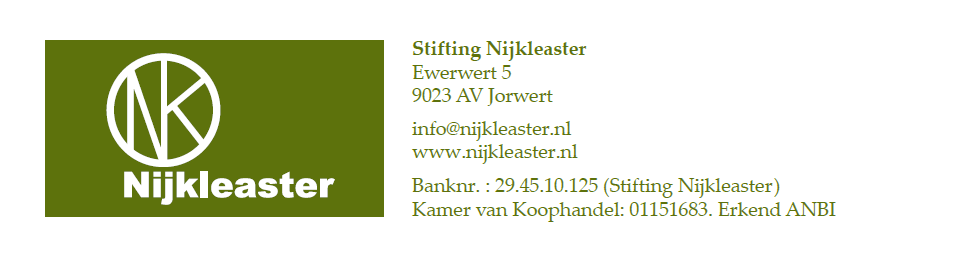 NK
Nijkleaster
Stifting Nijkleaster
Ewerwert 5
9023 AV Jorwert
info@nijkleaster.nl
www.nijkleaster.nl
Banknr. : 29.45.10.125 (Stifting Nijkleaster)
Kamer van Koophandel: 01151683. Erkend ANBI